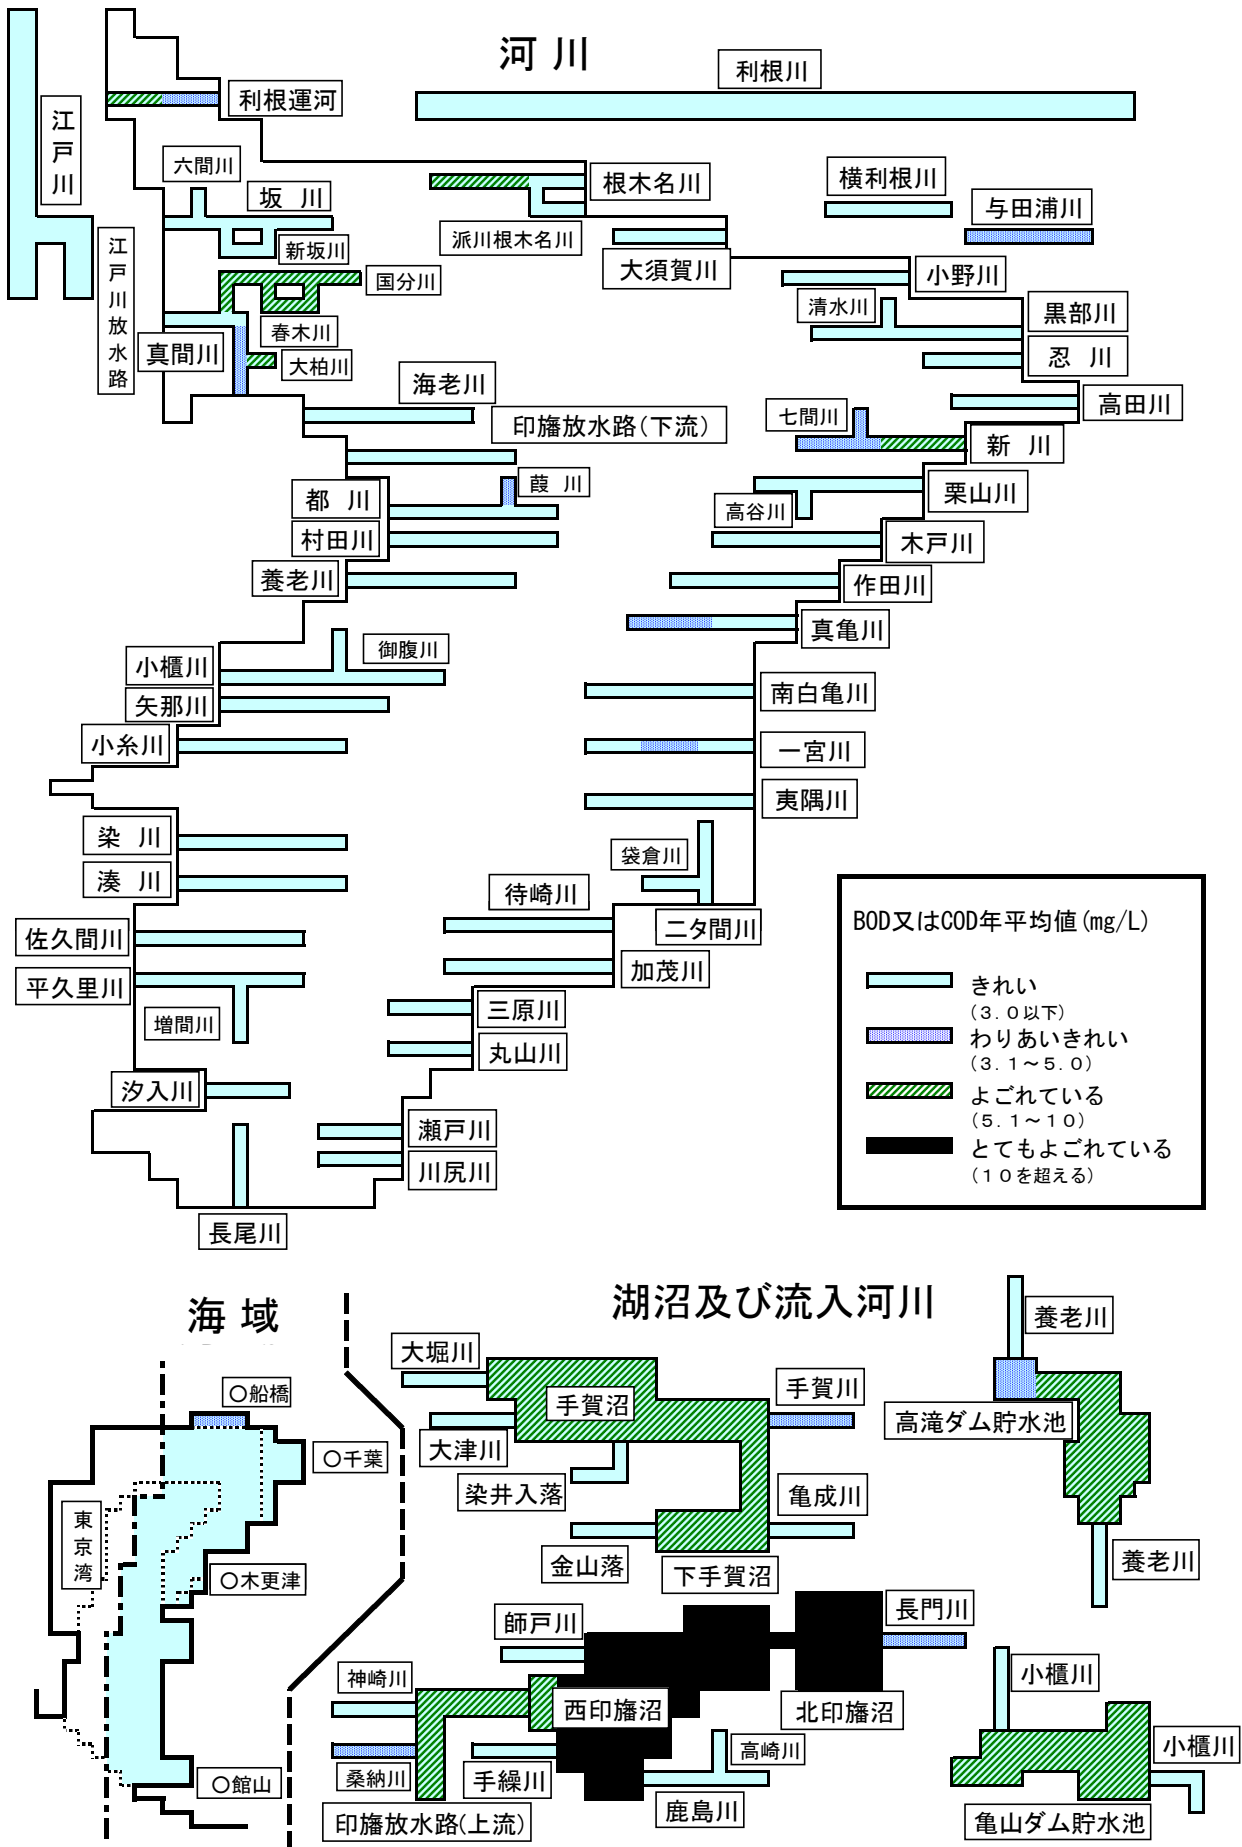 河川
利根川
利根運河
江戸川
六間川
坂 川
根木名川
横利根川
与田浦川
派川根木名川
新坂川
江戸川放水路
大須賀川
国分川
小野川
清水川
黒部川
春木川
真間川
大柏川
忍 川
海老川
高田川
七間川
印旛放水路(下流)
新 川
葭 川
都 川
栗山川
高谷川
村田川
木戸川
養老川
作田川
真亀川
御腹川
小櫃川
南白亀川
矢那川
小糸川
一宮川
夷隅川
染 川
袋倉川
湊 川
待崎川
二タ間川
佐久間川
加茂川
平久里川
三原川
増間川
丸山川
汐入川
瀬戸川
川尻川
長尾川
BOD又はCOD年平均値(mg/L)
きれい
(3.0以下)
わりあいきれい
(3.1～5.0)
よごれている
(5.1～10)
とてもよごれている
(10を超える)
海域
○船橋
○千葉
東京湾
○木更津
○館山
湖沼及び流入河川
大堀川
手賀沼
手賀川
大津川
染井入落
亀成川
金山落
下手賀沼
養老川
高滝ダム貯水池
養老川
師戸川
長門川
神崎川
西印旛沼
北印旛沼
桑納川
手繰川
高崎川
鹿島川
印旛放水路(上流)
小櫃川
小櫃川
亀山ダム貯水池